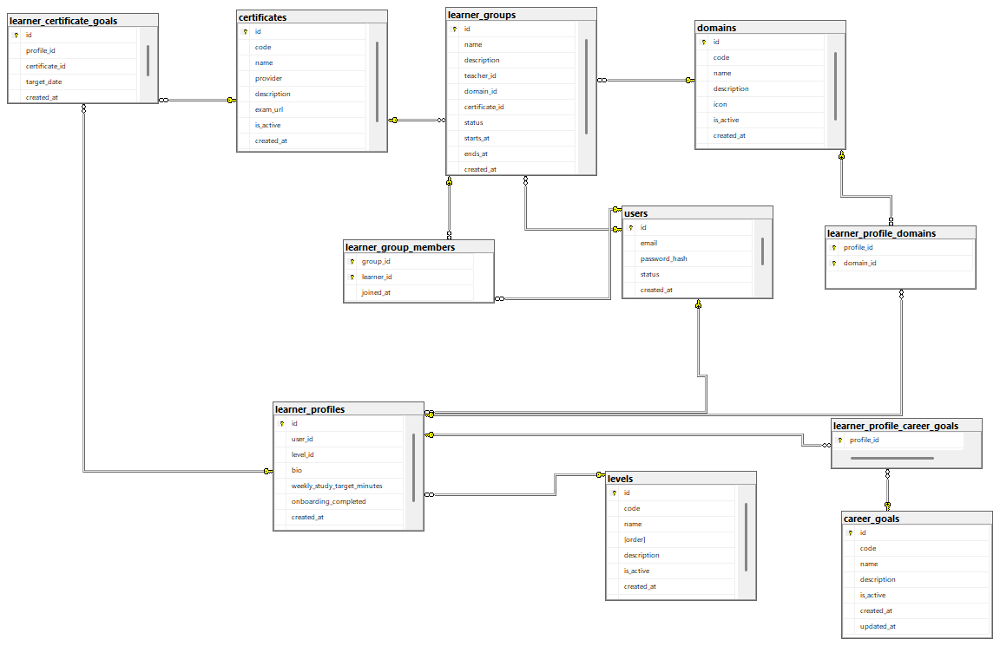 learner_certificate_goals
id
profile_id
certificate_id
target_date
created_at
certificates
id
code
name
provider
description
exam_url
is_active
created_at
learner_groups
id
name
description
teacher_id
domain_id
certificate_id
status
starts_at
ends_at
created_at
domains
id
code
name
description
icon
is_active
created_at
users
id
email
password_hash
status
created_at
learner_group_members
group_id
learner_id
joined_at
learner_profile_domains
profile_id
domain_id
learner_profiles
id
user_id
level_id
bio
weekly_study_target_minutes
onboarding_completed
created_at
learner_profile_career_goals
profile_id
levels
id
code
name
[order]
description
is_active
created_at
career_goals
id
code
name
description
is_active
created_at
updated_at